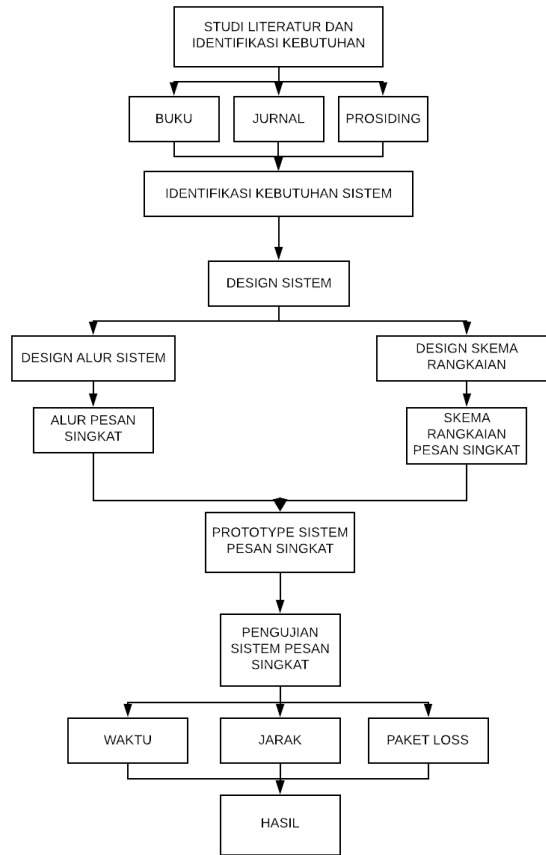 STUDI LITERATUR DAN
IDENTIFIKASI KEBUTUHAN
BUKU
JURNAL
PROSIDING
IDENTIFIKASI KEBUTUHAN SISTEM
DESIGN SISTEM
DESIGN ALUR SISTEM
DESIGN SKEMA
RANGKAIAN
ALUR PESAN
SINGKAT
SKEMA
RANGKAIAN
PESAN SINGKAT
PROTOTYPE SISTEM
PESAN SINGKAT
PENGUJIAN
SISTEM PESAN
SINGKAT
WAKTU
JARAK
PAKET LOSS
HASIL